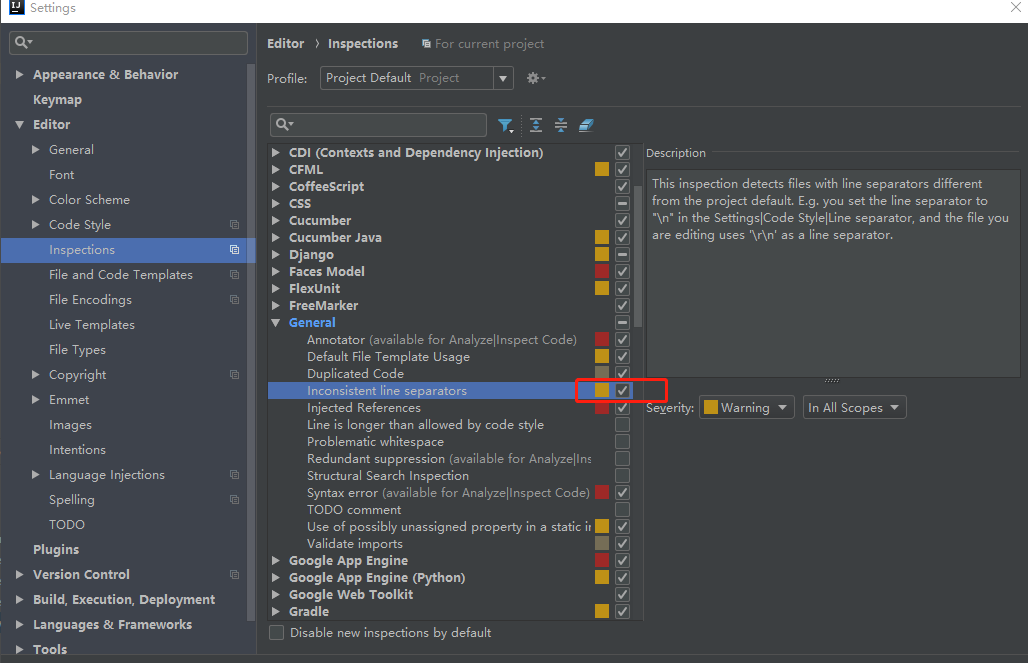 IJ Settings
Appearance & Behavior
Keymap
Editor
General
Font
Color Scheme
Code Style
Inspections
File and Code Templates
File Encodings
Live Templates
File Types
Copyright
Emmet
Images
Intentions
Language Injections
Spelling
TODO
Plugins
Version Control
Build, Execution, Deployment
Languages & Frameworks
Tools
Editor › Inspections For current project
Profile: Project Default Project
CDI (Contexts and Dependency Injection)
CFML
CoffeeScript
CSS
Cucumber
Cucumber Java
Django
Faces Model
FlexUnit
FreeMarker
General
Annotator (available for Analyze|Inspect Code)
Default File Template Usage
Duplicated Code
Inconsistent line separators
Injected References
Line is longer than allowed by code style
Problematic whitespace
Redundant suppression (available for Analyze|Ins
Structural Search Inspection
Syntax error (available for Analyze|Inspect Code)
TODO comment
Use of possibly unassigned property in a static in
Validate imports
Google App Engine
Google App Engine (Python)
Google Web Toolkit
Gradle
Disable new inspections by default
Description
This inspection detects files with line separators different
from the project default. E.g. you set the line separator to
"\n" in the Settings|Code Style|Line separator, and the file you
are editing uses '\r\n' as a line separator.
Severity: Warning In All Scopes